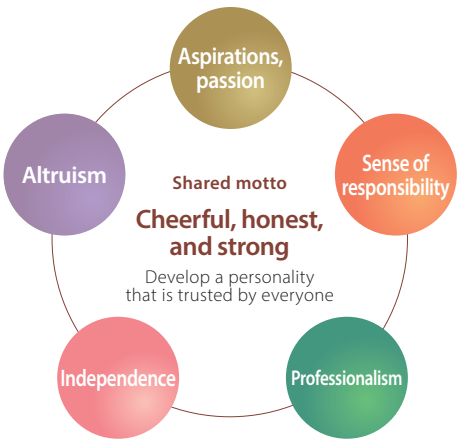 Aspirations,
passion
Altruism
Sense of
responsibility
Shared motto
Cheerful, honest,
and strong
Develop a personality
that is trusted by everyone
Independence
Professionalism